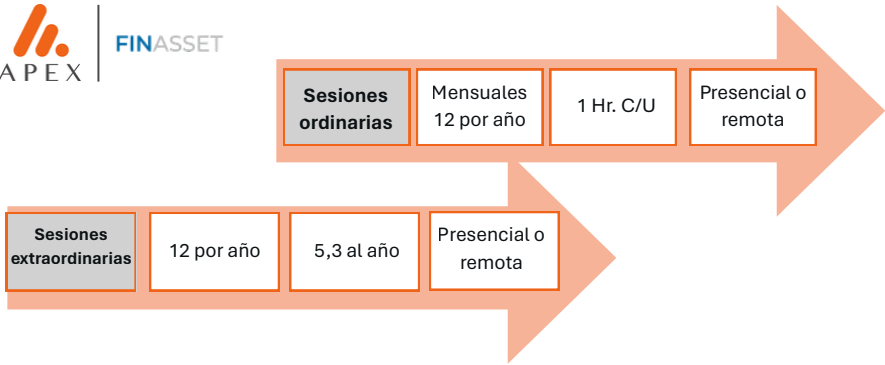 APEX
FINASSET
Sesiones
ordinarias
Mensuales
12 por año
1 Hr. C/U
Presencial o
remota
Sesiones
extraordinarias
12 por año
5,3 al año
Presencial o
remota